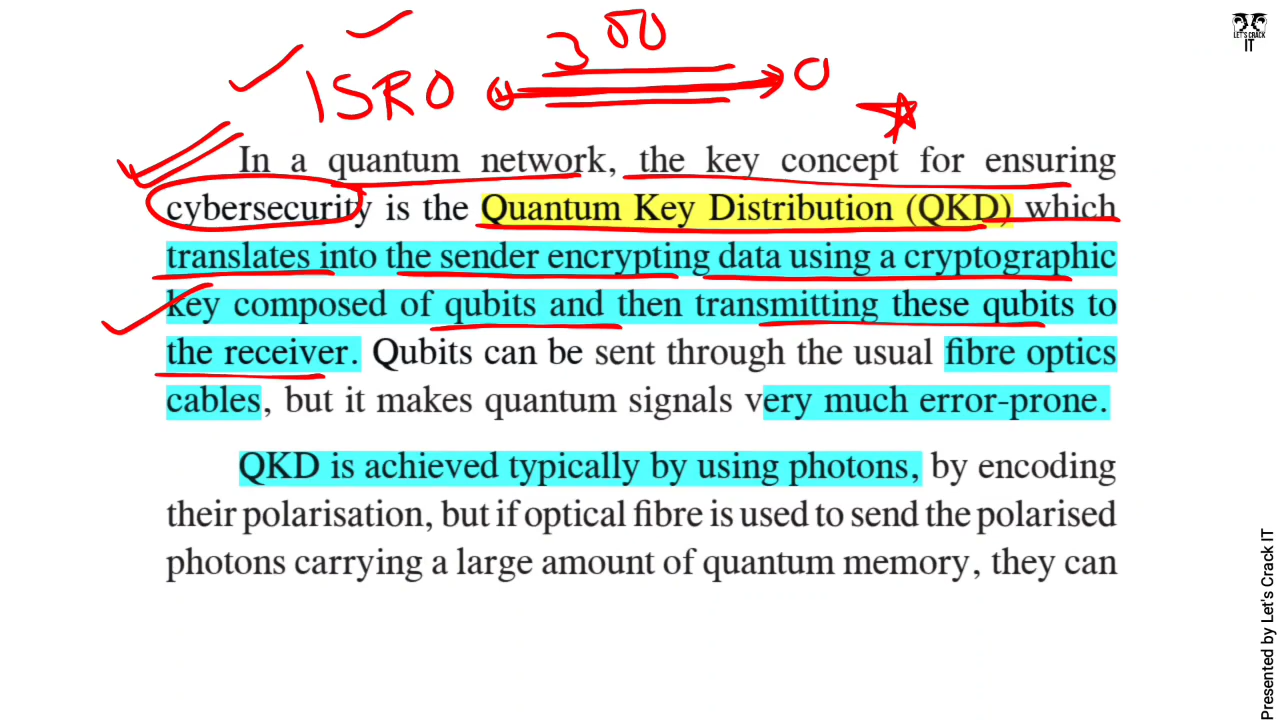 LET'S CRACK
IT
300
ISRO
In a quantum network, the key concept for ensuring
cybersecurity is the Quantum Key Distribution (QKD) which
translates into the sender encrypting data using a cryptographic
key composed of qubits and then transmitting these qubits to
the receiver. Qubits can be sent through the usual fibre optics
cables, but it makes quantum signals very much error-prone.
QKD is achieved typically by using photons, by encoding
their polarisation, but if optical fibre is used to send the polarised
photons carrying a large amount of quantum memory, they can
Presented by Let's Crack IT